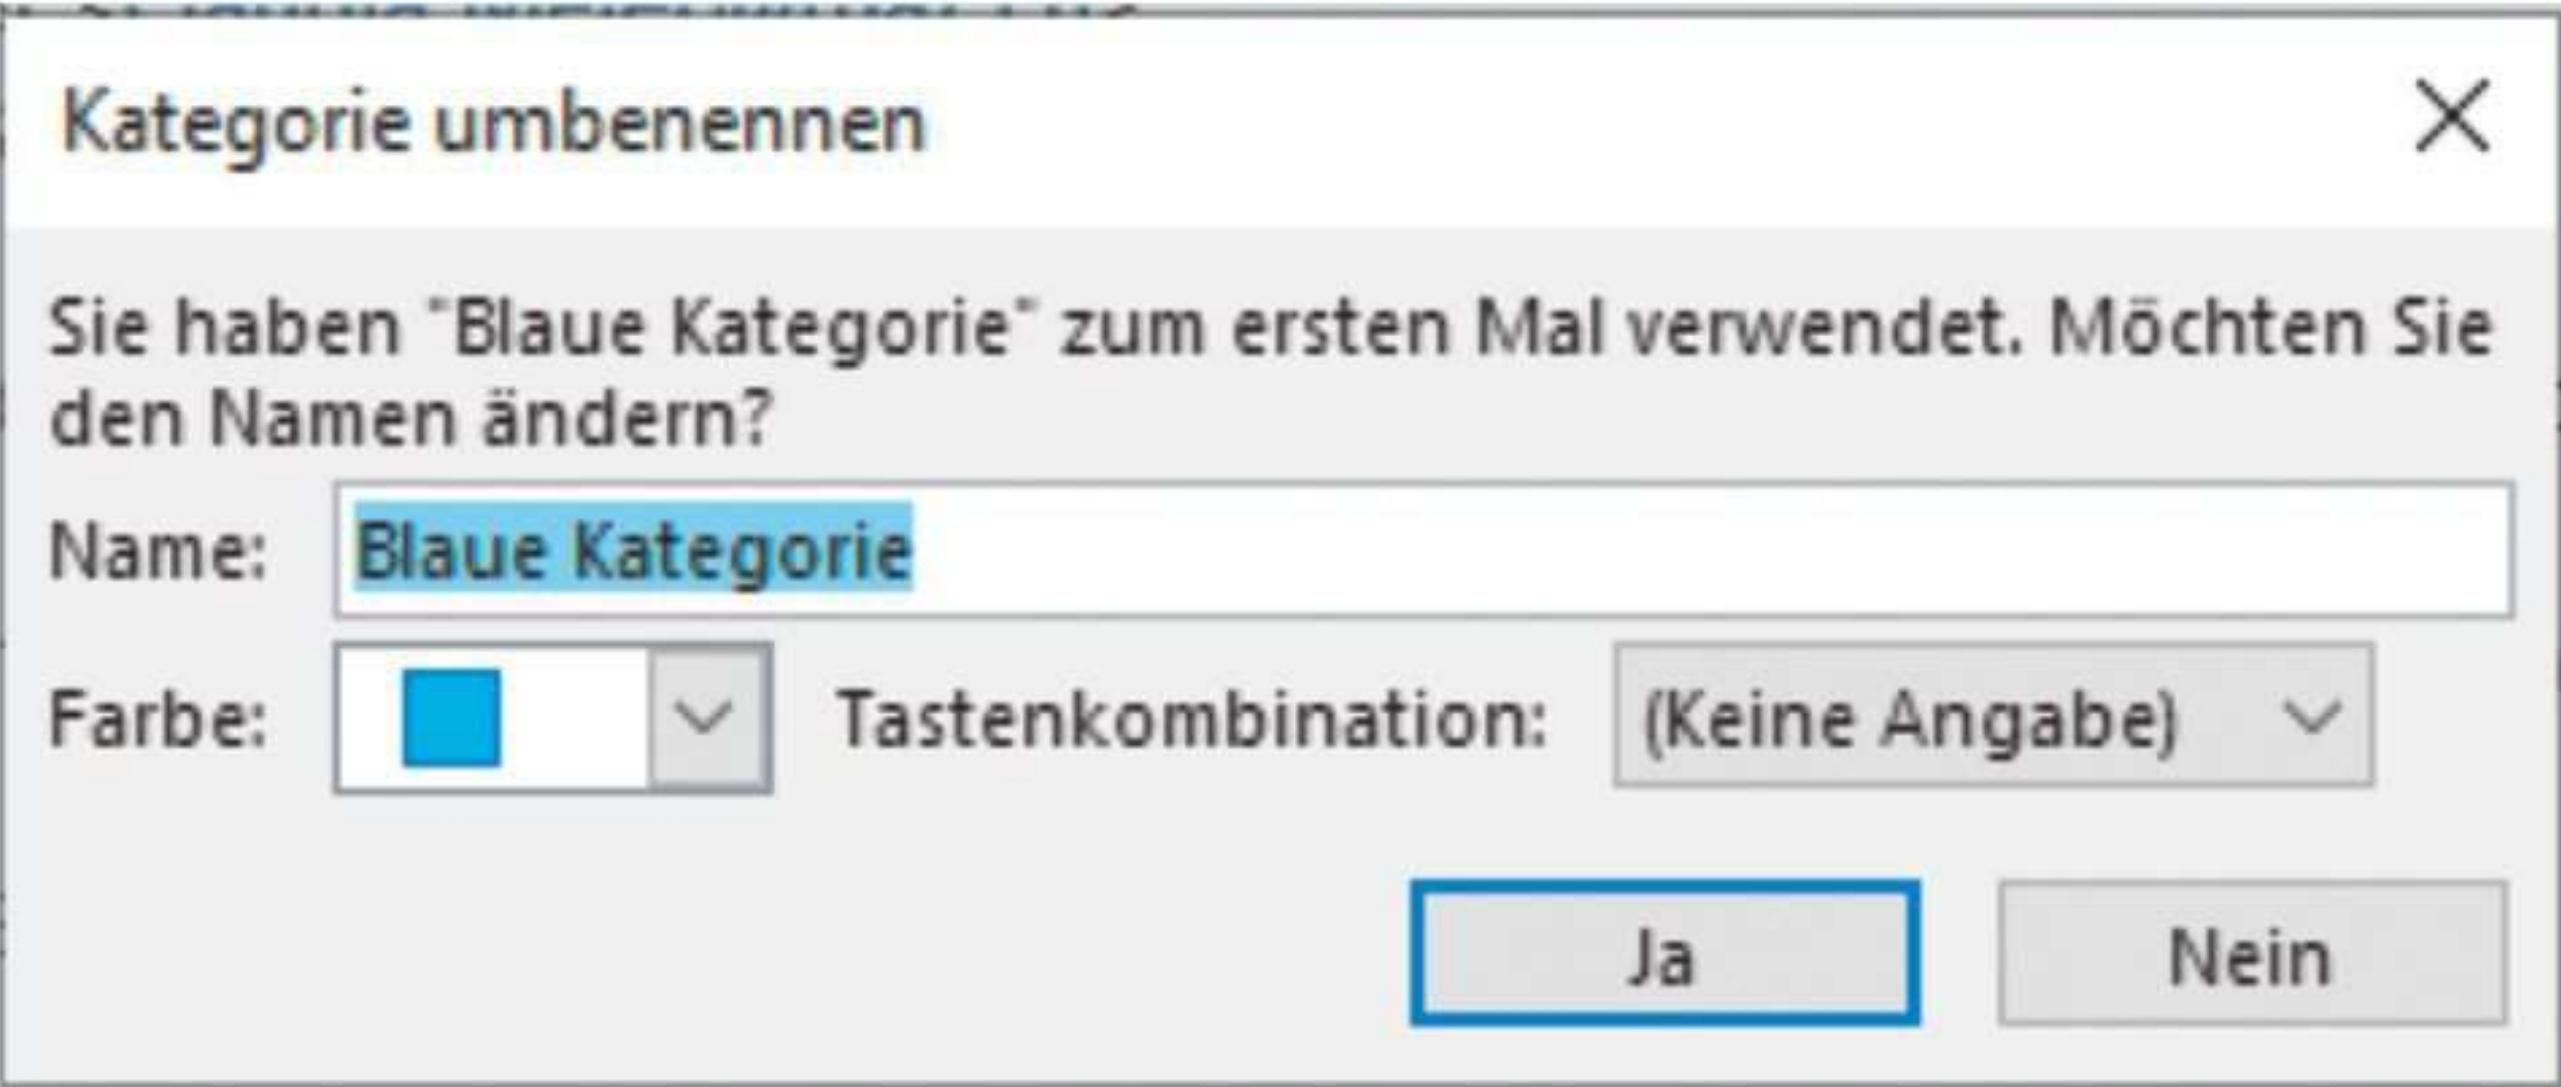 Kategorie umbenennen
Sie haben "Blaue Kategorie" zum ersten Mal verwendet. Möchten Sie
den Namen ändern?
Name: Blaue Kategorie
Farbe: Tastenkombination: (Keine Angabe)
Ja Nein